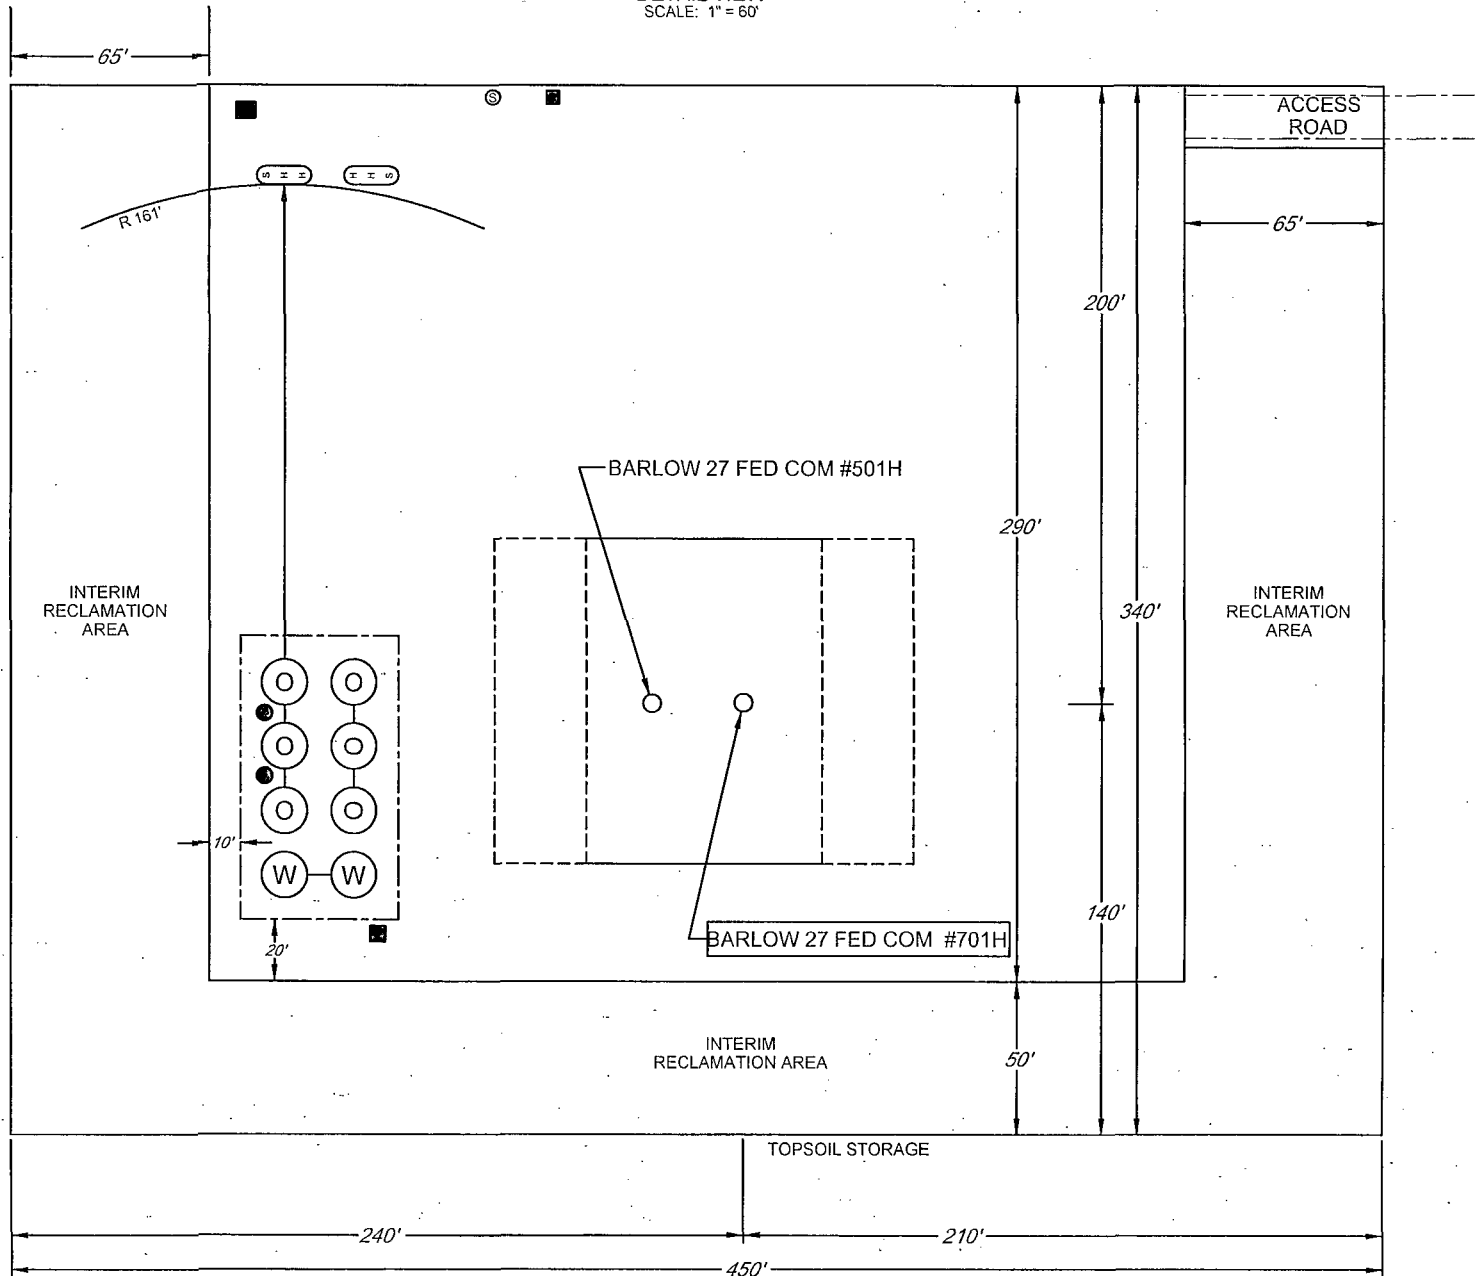 SCALE: 1" = 60'
65'
S
ACCESS
ROAD
S H H
H H S
R 161'
65'
200'
BARLOW 27 FED COM #501H
290'
INTERIM
RECLAMATION
AREA
340'
INTERIM
RECLAMATION
AREA
O O
O O
O O
10'
W W
140'
BARLOW 27 FED COM #701H
20'
INTERIM
RECLAMATION AREA
50'
TOPSOIL STORAGE
240'
210'
450'